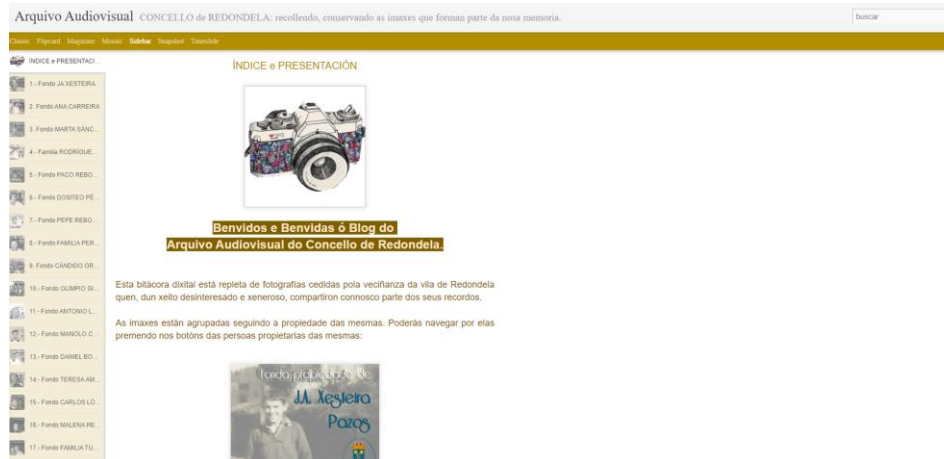 Arquivo Audiovisual CONCELLO de REDONDELA: recollendo, conservando as imaxes que forman parte da nosa memoria.
buscar
Classic Flipcard Magazine Mosaic Sidebar Snapshot Timeslide
ÍNDICE e PRESENTACI...
1 - Fondo JA XESTEIRA
2. Fondo ANA CARREIRA
3. Fondo MARTA SÁNC...
4 - Familia RODRÍGUE...
5 - Fondo PACO REBO...
6 - Fondo DOSITEO PÉ...
7 - Fondo PEPE REBO...
8 - Fondo FAMILIA PER...
9. Fondo CÁNDIDO OR...
10 - Fondo OLIMPIO GI...
11 - Fondo ANTONIO L...
12 - Fondo MANOLO C...
13 - Fondo DANIEL BO...
14 - Fondo TERESA AM...
15 - Fondo CARLOS LÓ...
16 - Fondo MALENA RE...
17 - Fondo FAMILIA TU...
ÍNDICE e PRESENTACIÓN
Benvidos e Benvidas ó Blog do
Arquivo Audiovisual do Concello de Redondela.
Esta bitácora dixital está repleta de fotografías cedidas pola veciñanza da vila de Redondela
quen, dun xeito desinteresado e xeneroso, compartiron connosco parte dos seus recordos.
As imaxes están agrupadas seguindo a propiedade das mesmas. Poderás navegar por elas
premendo nos botóns das persoas propietarias das mesmas:
Fondo propiedade de
J.A. Xesteira
Pazos